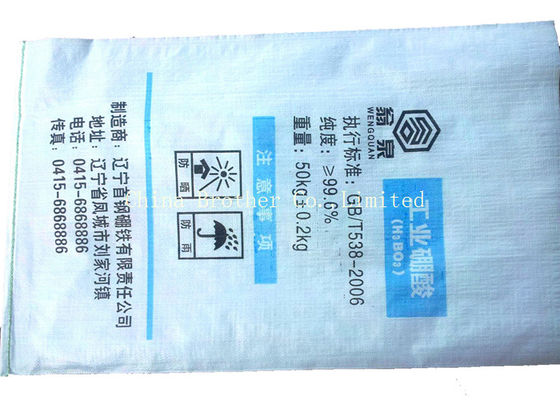 翁泉
WENGQUAN
工业硼酸
(H₃BO₃)
执行标准：GB/T538-2006
纯度：≥99.6%
重量：50kg±0.2kg
注意事项
防晒
防雨
制造商：辽宁首钢硼铁有限责任公司
地址：辽宁省凤城市刘家河镇
电话：0415-6868886
传真：0415-6868886
China Brother Co. Limited